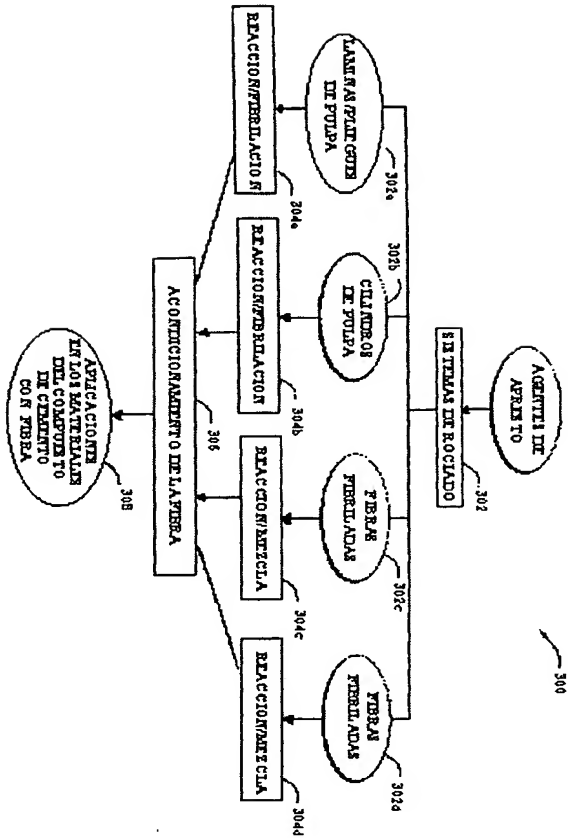 300
AGENTES DE
APRESTO
SISTEMAS DE ROCIADO
302
LAMINAS/PLIEGUES
DE PULPA
302a
CILINDROS
DE PULPA
302b
FIBRAS
FIBRILADAS
302c
FIBRAS
FIBRILADAS
302d
REACCION/FIBRILACION
304a
REACCION/FIBRILACION
304b
REACCION/MEZCLA
304c
REACCION/MEZCLA
304d
ACONDICIONAMIENTO DE LA FIBRA
306
APLICACION E
EN LOS MATERIALES
DEL COMPUESTO
DE CEMENTO
CON FIBRA
308